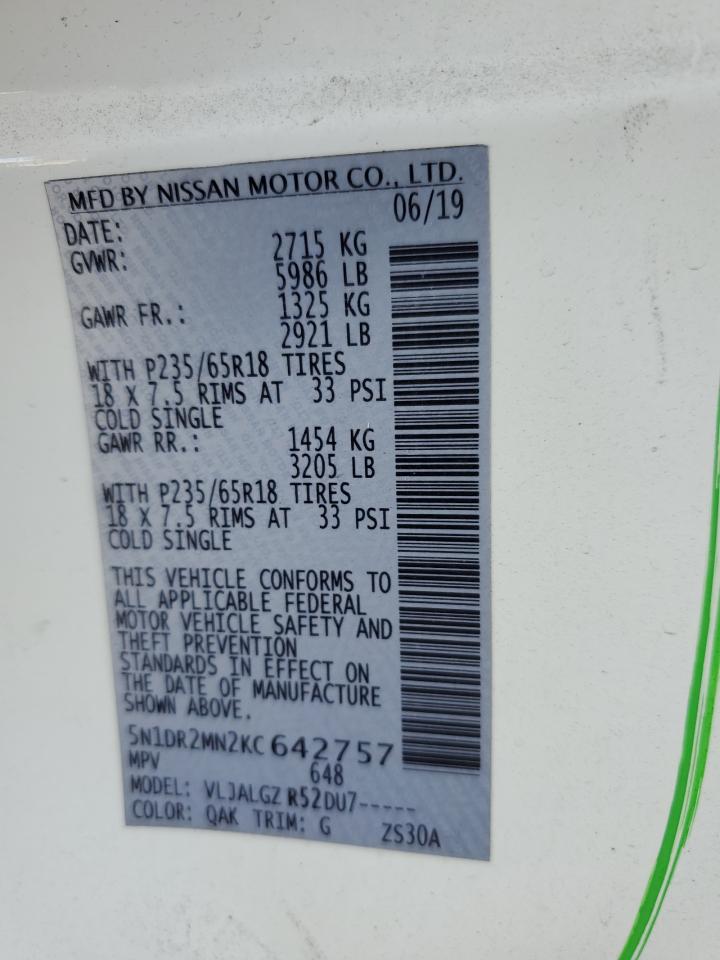 MFD BY NISSAN MOTOR CO., LTD.
DATE: 06/19
GVWR: 2715 KG
5986 LB
GAWR FR.: 1325 KG
2921 LB
WITH P235/65R18 TIRES
18 X 7.5 RIMS AT 33 PSI
COLD SINGLE
GAWR RR.: 1454 KG
3205 LB
WITH P235/65R18 TIRES
18 X 7.5 RIMS AT 33 PSI
COLD SINGLE
THIS VEHICLE CONFORMS TO
ALL APPLICABLE FEDERAL
MOTOR VEHICLE SAFETY AND
THEFT PREVENTION
STANDARDS IN EFFECT ON
THE DATE OF MANUFACTURE
SHOWN ABOVE.
5N1DR2MN2KC642757
MPV 648
MODEL: VLJALGZ R52DU7-----
COLOR: QAK TRIM: G ZS30A